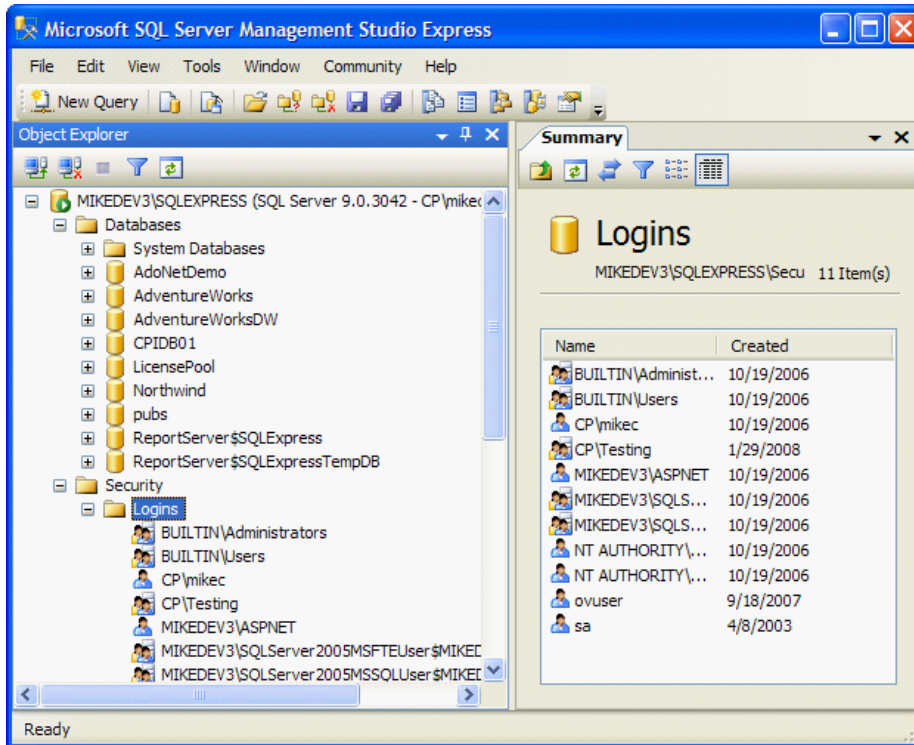 Microsoft SQL Server Management Studio Express
File Edit View Tools Window Community Help
New Query
Object Explorer
MIKEDEV3\SQLEXPRESS (SQL Server 9.0.3042 - CP\mikec
Databases
System Databases
AdoNetDemo
AdventureWorks
AdventureWorksDW
CPIDB01
LicensePool
Northwind
pubs
ReportServer$SQLExpress
ReportServer$SQLExpressTempDB
Security
Logins
BUILTIN\Administrators
BUILTIN\Users
CP\mikec
CP\Testing
MIKEDEV3\ASPNET
MIKEDEV3\SQLServer2005MSFTEUser$MIKED
MIKEDEV3\SQLServer2005MSSQLUser$MIKED
Summary
Logins
MIKEDEV3\SQLEXPRESS\Secu 11 Item(s)
Name Created
BUILTIN\Administ... 10/19/2006
BUILTIN\Users 10/19/2006
CP\mikec 10/19/2006
CP\Testing 1/29/2008
MIKEDEV3\ASPNET 10/19/2006
MIKEDEV3\SQLS... 10/19/2006
MIKEDEV3\SQLS... 10/19/2006
NT AUTHORITY\... 10/19/2006
NT AUTHORITY\... 10/19/2006
ovuser 9/18/2007
sa 4/8/2003
Ready